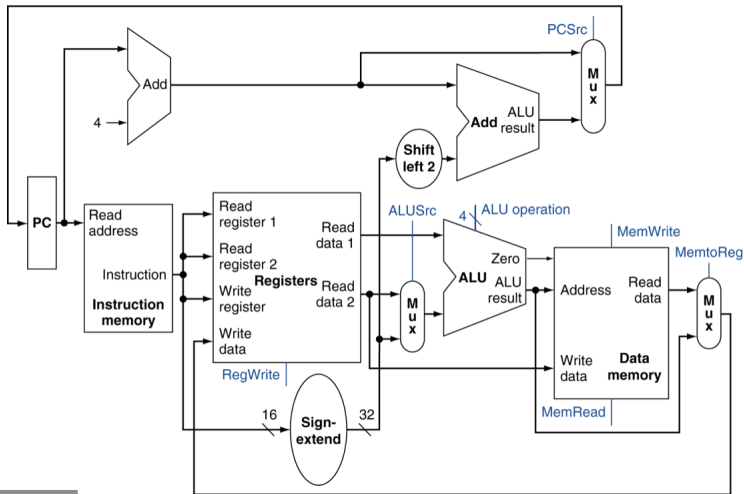 PCSrc
M
u
x
Add
4
Add
ALU
result
Shift
left 2
PC
Read
address
Instruction
Instruction
memory
Read
register 1
Read
register 2
Write
register
Write
data
Registers
Read
data 1
Read
data 2
RegWrite
16
Sign-
extend
32
ALUSrc
M
u
x
4
ALU operation
Zero
ALU
ALU
result
MemWrite
Address
Read
data
Write
data
Data
memory
MemRead
MemtoReg
M
u
x